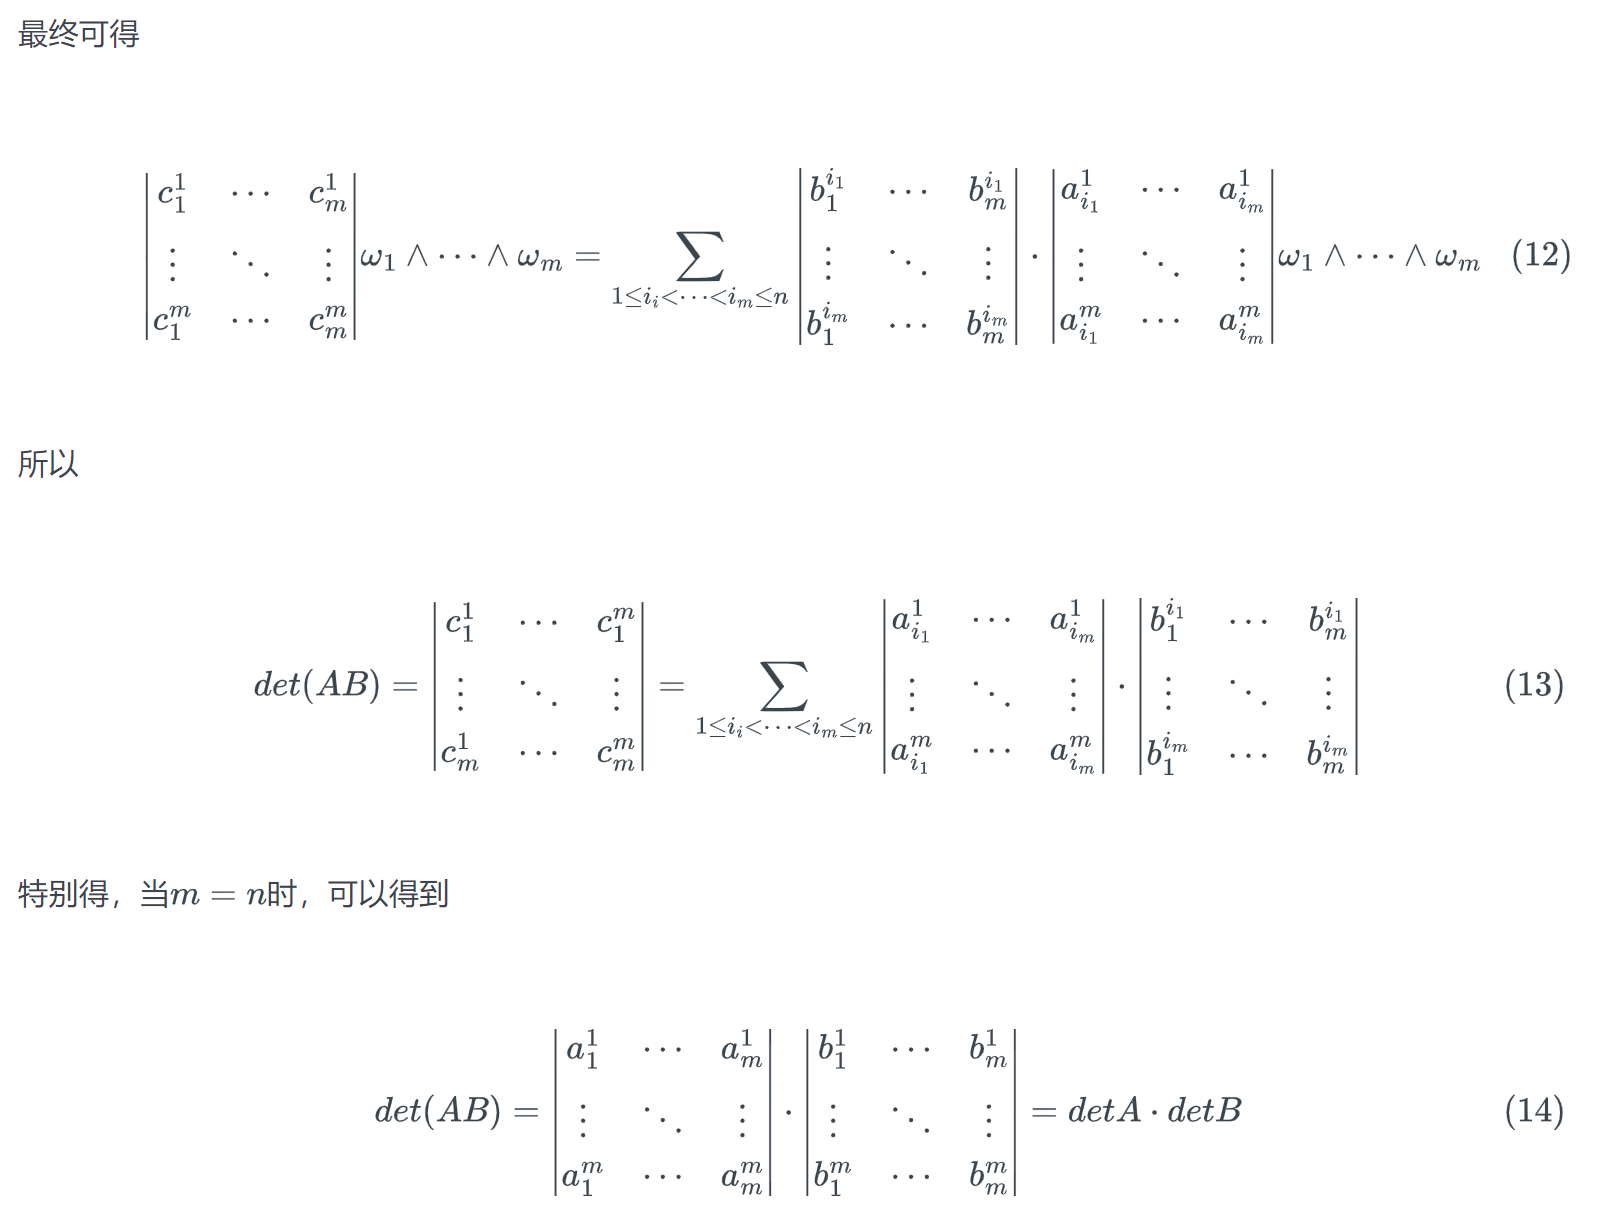 最终可得
$$\begin{vmatrix} c_1^1 & \cdots & c_m^1 \\ \vdots & \ddots & \vdots \\ c_1^m & \cdots & c_m^m \end{vmatrix} \omega_1 \wedge \cdots \wedge \omega_m = \sum_{1 \le i_i < \cdots < i_m \le n} \begin{vmatrix} b_1^{i_1} & \cdots & b_m^{i_1} \\ \vdots & \ddots & \vdots \\ b_1^{i_m} & \cdots & b_m^{i_m} \end{vmatrix} \cdot \begin{vmatrix} a_{i_1}^1 & \cdots & a_{i_m}^1 \\ \vdots & \ddots & \vdots \\ a_{i_1}^m & \cdots & a_{i_m}^m \end{vmatrix} \omega_1 \wedge \cdots \wedge \omega_m \quad (12)$$
所以
$$det(AB) = \begin{vmatrix} c_1^1 & \cdots & c_1^m \\ \vdots & \ddots & \vdots \\ c_m^1 & \cdots & c_m^m \end{vmatrix} = \sum_{1 \le i_i < \cdots < i_m \le n} \begin{vmatrix} a_{i_1}^1 & \cdots & a_{i_m}^1 \\ \vdots & \ddots & \vdots \\ a_{i_1}^m & \cdots & a_{i_m}^m \end{vmatrix} \cdot \begin{vmatrix} b_1^{i_1} & \cdots & b_m^{i_1} \\ \vdots & \ddots & \vdots \\ b_1^{i_m} & \cdots & b_m^{i_m} \end{vmatrix} \quad (13)$$
特别得，当$m = n$时，可以得到
$$det(AB) = \begin{vmatrix} a_1^1 & \cdots & a_m^1 \\ \vdots & \ddots & \vdots \\ a_1^m & \cdots & a_m^m \end{vmatrix} \cdot \begin{vmatrix} b_1^1 & \cdots & b_m^1 \\ \vdots & \ddots & \vdots \\ b_1^m & \cdots & b_m^m \end{vmatrix} = detA \cdot detB \quad (14)$$